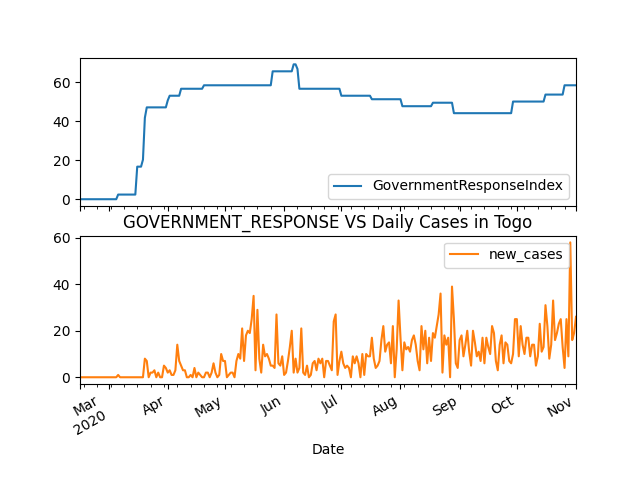 60
40
20
0
GovernmentResponseIndex
GOVERNMENT_RESPONSE VS Daily Cases in Togo
60
40
20
0
new_cases
Mar
2020
Apr
May
Jun
Jul
Aug
Sep
Oct
Nov
Date